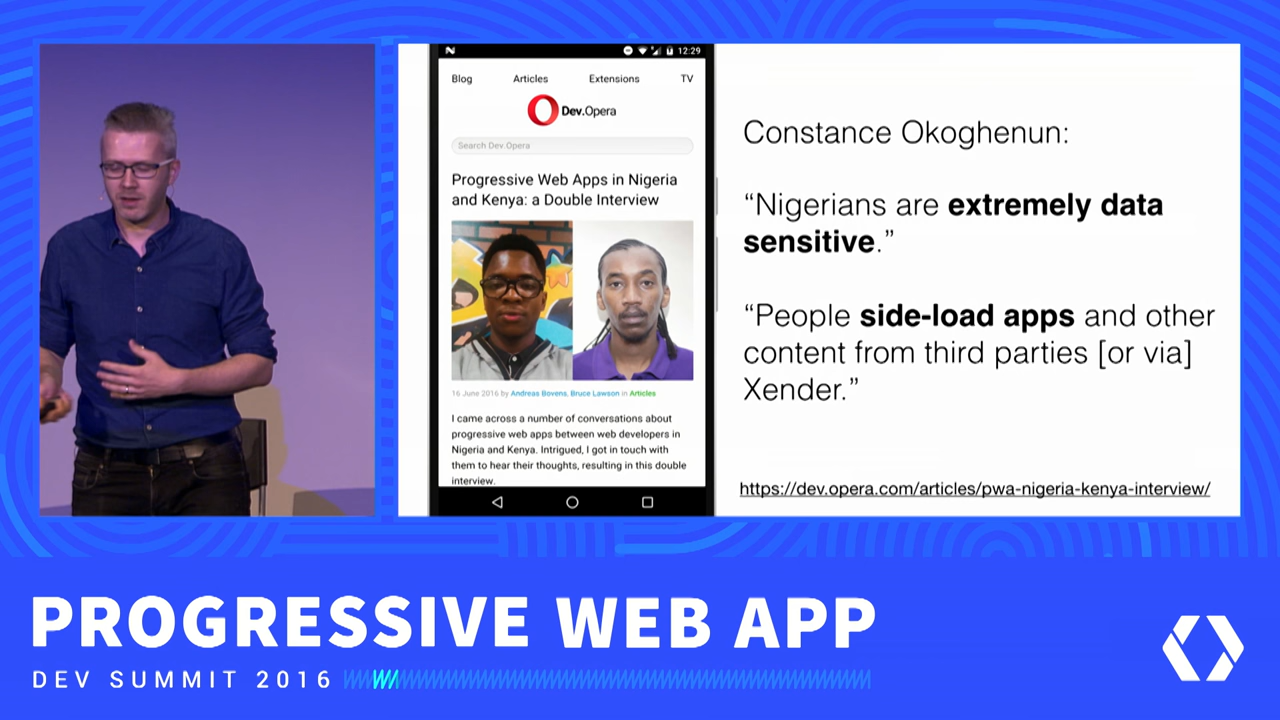 12:29
Blog Articles Extensions TV
Dev.Opera
Search Dev.Opera
Progressive Web Apps in Nigeria
and Kenya: a Double Interview
16 June 2016 by Andreas Bovens, Bruce Lawson in Articles
I came across a number of conversations about
progressive web apps between web developers in
Nigeria and Kenya. Intrigued, I got in touch with
them to hear their thoughts, resulting in this double
interview.
Constance Okoghenun:
“Nigerians are extremely data
sensitive.”
“People side-load apps and other
content from third parties [or via]
Xender.”
https://dev.opera.com/articles/pwa-nigeria-kenya-interview/
PROGRESSIVE WEB APP
DEV SUMMIT 2016